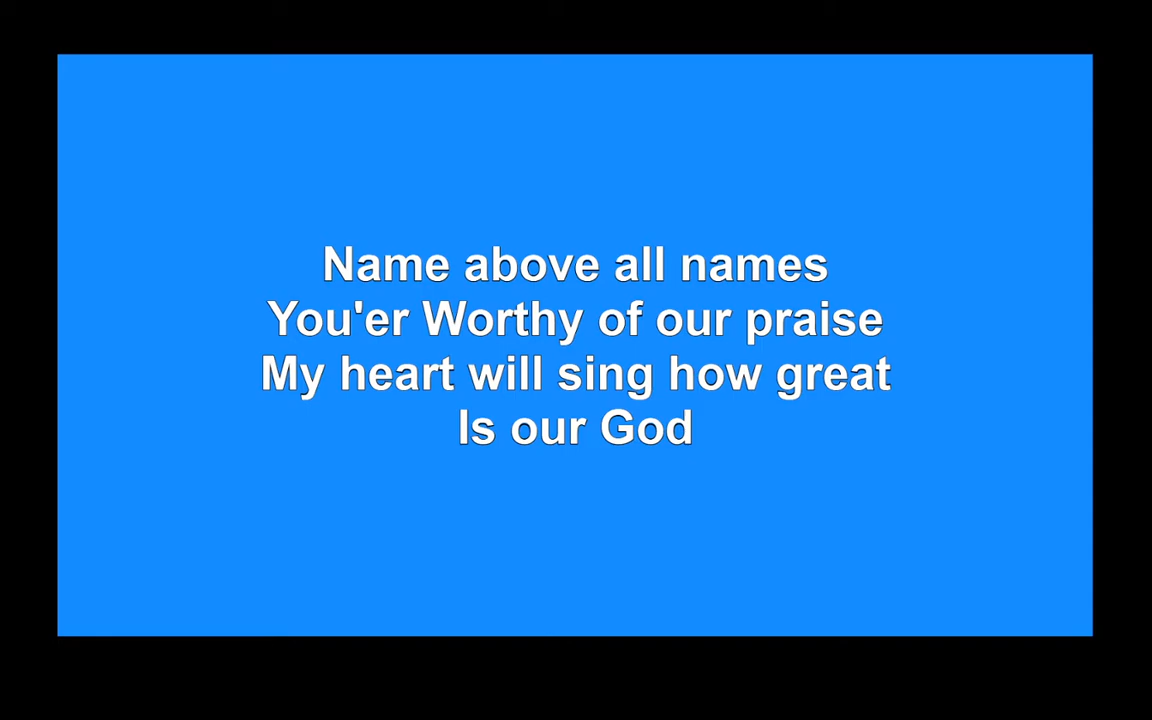 Name above all names
You'er Worthy of our praise
My heart will sing how great
Is our God